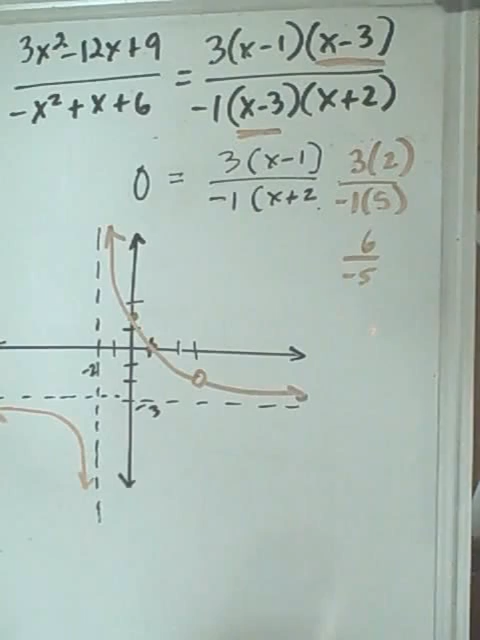 3x²-12x+9 / -x²+x+6 = 3(x-1)(x-3) / -1(x-3)(x+2)
0 = 3(x-1) / -1(x+2 3(2) / -1(5)
6 / -5
-2
-3